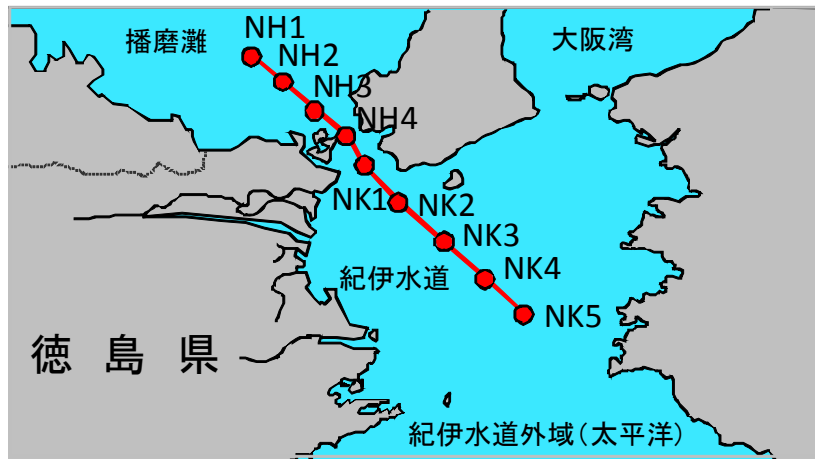 播磨灘
NH1
大阪湾
NH2
NH3
NH4
NK1
NK2
NK3
紀伊水道
NK4
NK5
徳島県
紀伊水道外域(太平洋)